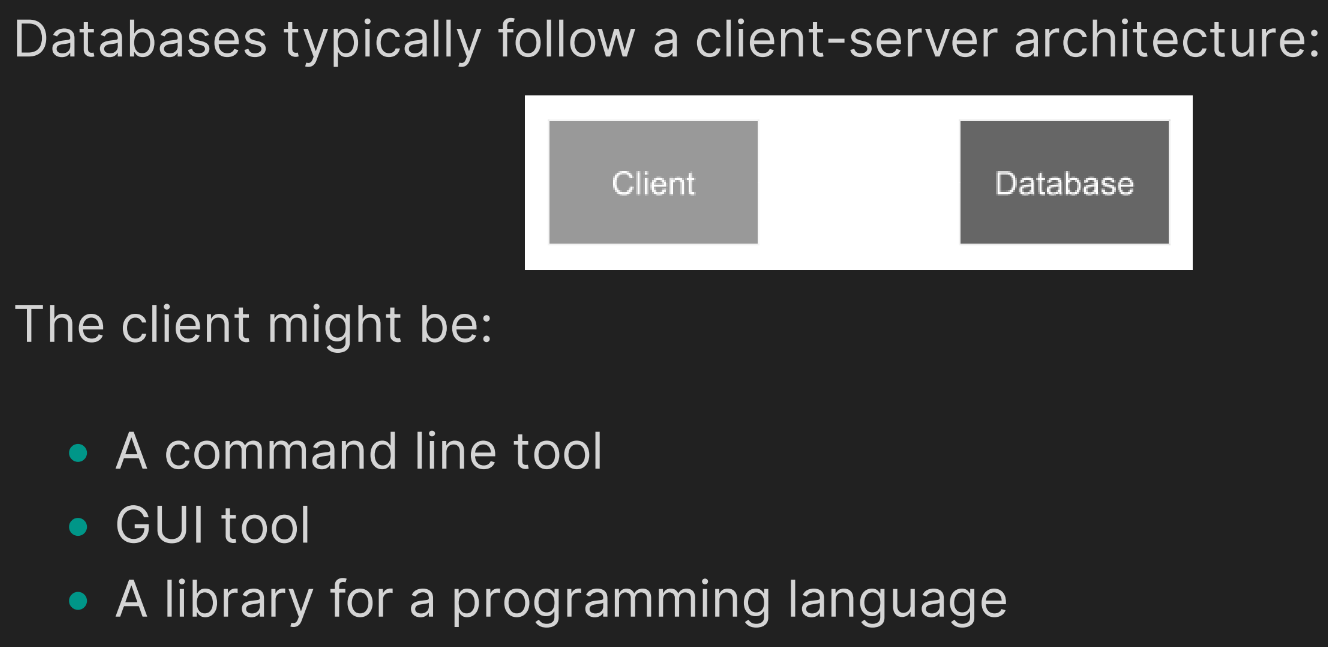 Databases typically follow a client-server architecture:
Client
Database
The client might be:
A command line tool
GUI tool
A library for a programming language